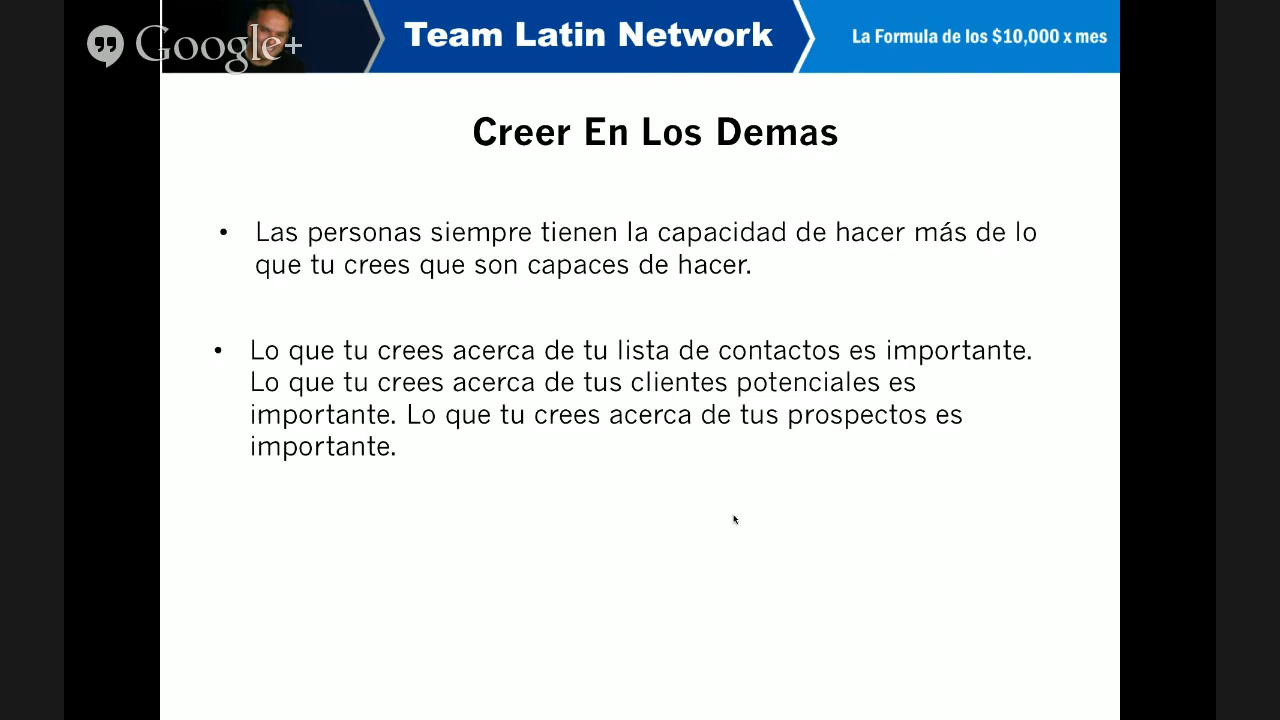 Google+
Team Latin Network
La Formula de los $10,000 x mes
Creer En Los Demas
• Las personas siempre tienen la capacidad de hacer más de lo
que tu crees que son capaces de hacer.
• Lo que tu crees acerca de tu lista de contactos es importante.
Lo que tu crees acerca de tus clientes potenciales es
importante. Lo que tu crees acerca de tus prospectos es
importante.